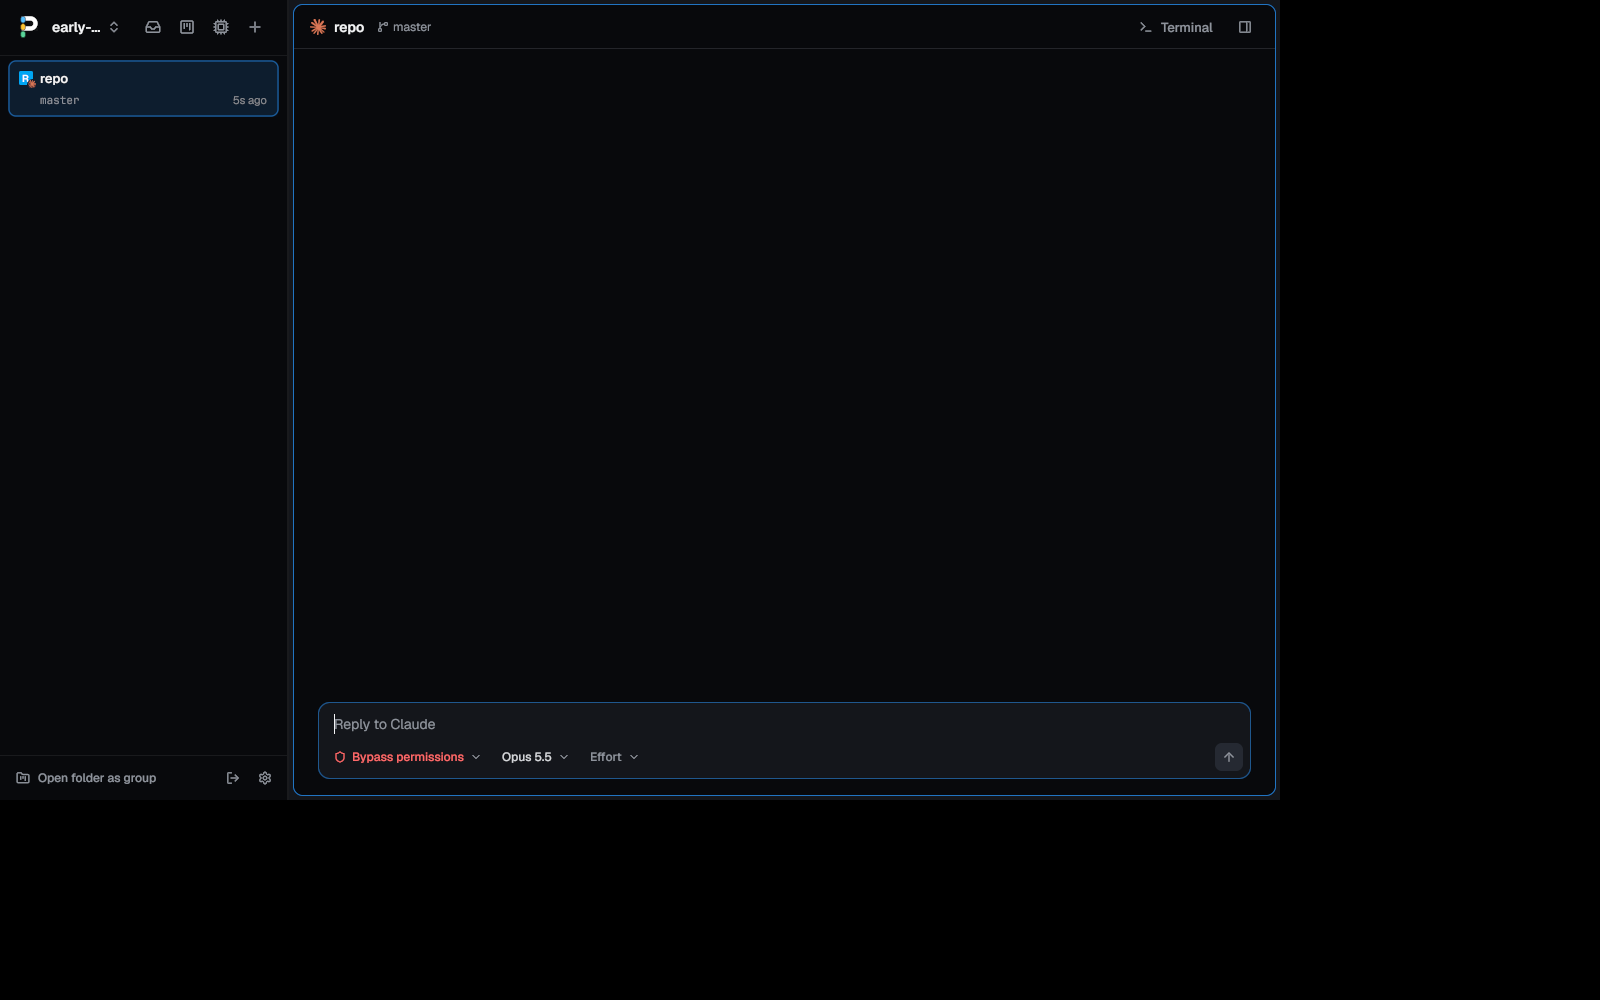 early-...
repo
master
5s ago
Open folder as group
repo
master
Terminal
Reply to Claude
Bypass permissions
Opus 5.5
Effort